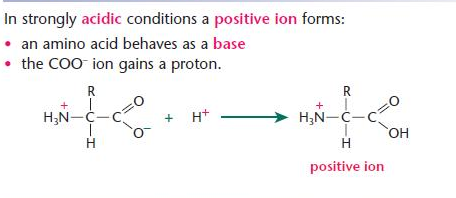 In strongly acidic conditions a positive ion forms:
• an amino acid behaves as a base
• the COO⁻ ion gains a proton.
R R
+ O + O
H₃N–C–C + H⁺ ⟶ H₃N–C–C
O⁻ OH
H H
positive ion